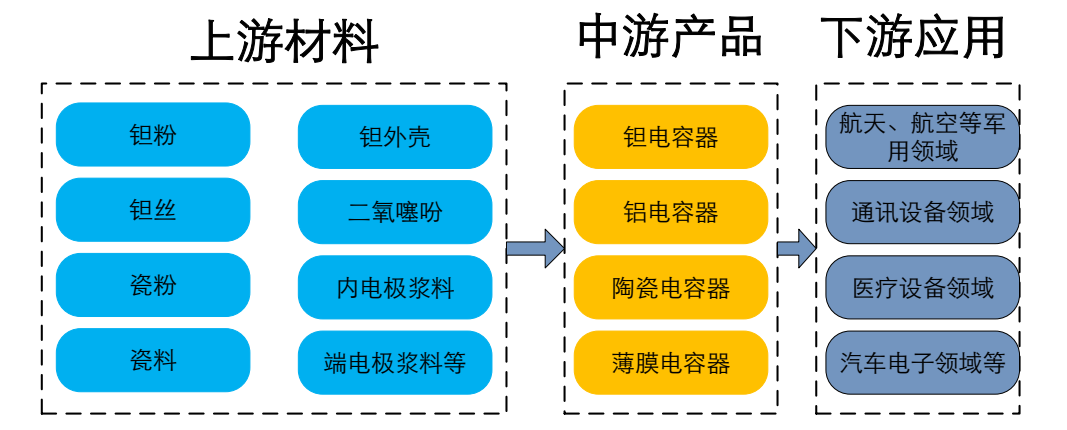 上游材料
中游产品
下游应用
钽粉
钽外壳
钽丝
二氧噻吩
瓷粉
内电极浆料
瓷料
端电极浆料等
钽电容器
铝电容器
陶瓷电容器
薄膜电容器
航天、航空等军
用领域
通讯设备领域
医疗设备领域
汽车电子领域等